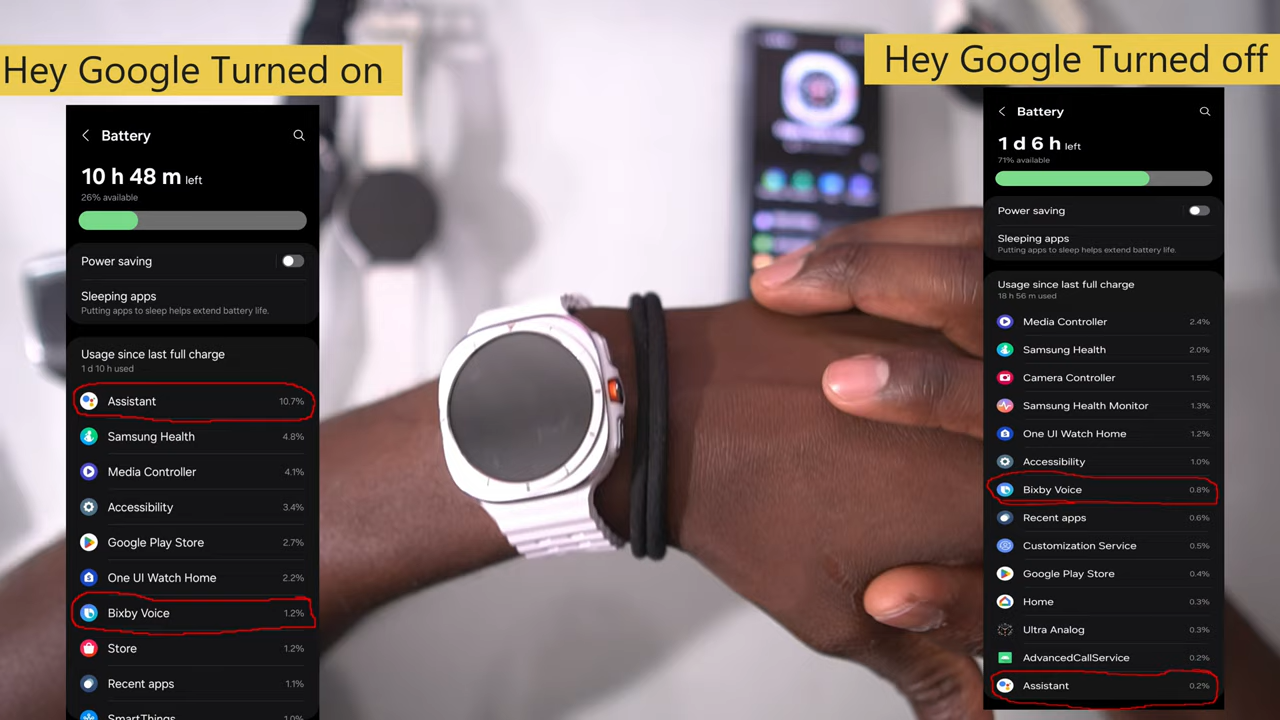 Hey Google Turned on
Battery
10 h 48 m left
26% available
Power saving
Sleeping apps
Putting apps to sleep helps extend battery life.
Usage since last full charge
1 d 10 h used
Assistant 10.7%
Samsung Health 4.8%
Media Controller 4.1%
Accessibility 3.4%
Google Play Store 2.7%
One UI Watch Home 2.2%
Bixby Voice 1.2%
Store 1.2%
Recent apps 1.1%
SmartThings 1.0%
Hey Google Turned off
Battery
1 d 6 h left
71% available
Power saving
Sleeping apps
Putting apps to sleep helps extend battery life.
Usage since last full charge
18 h 56 m used
Media Controller 2.4%
Samsung Health 2.0%
Camera Controller 1.5%
Samsung Health Monitor 1.3%
One UI Watch Home 1.2%
Accessibility 1.0%
Bixby Voice 0.8%
Recent apps 0.6%
Customization Service 0.5%
Google Play Store 0.4%
Home 0.3%
Ultra Analog 0.3%
AdvancedCallService 0.2%
Assistant 0.2%